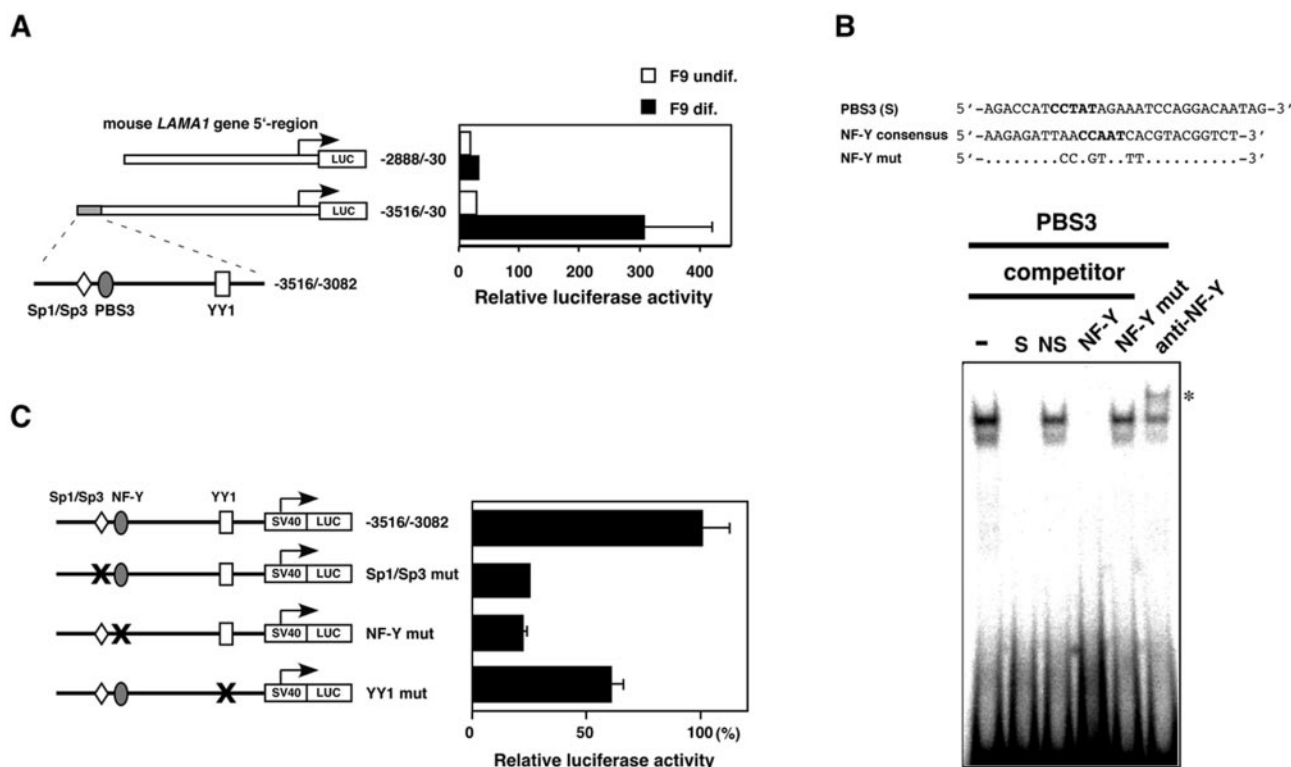 A
F9 undif.
F9 dif.
mouse LAMA1 gene 5'-region
LUC
-2888/-30
LUC
-3516/-30
-3516/-3082
Sp1/Sp3 PBS3 YY1
0 100 200 300 400
Relative luciferase activity
B
PBS3 (S) 5'-AGACCATCCTATAGAAATCCAGGACAATAG-3'
NF-Y consensus 5'-AAGAGATTAACCAATCACGTACGGTCT-3'
NF-Y mut 5'.........CC.GT..TT..........-3'
PBS3
competitor
- S NS NF-Y NF-Y mut anti-NF-Y
*
C
Sp1/Sp3 NF-Y YY1
SV40 LUC -3516/-3082
X SV40 LUC Sp1/Sp3 mut
X SV40 LUC NF-Y mut
X SV40 LUC YY1 mut
0 50 100 (%)
Relative luciferase activity